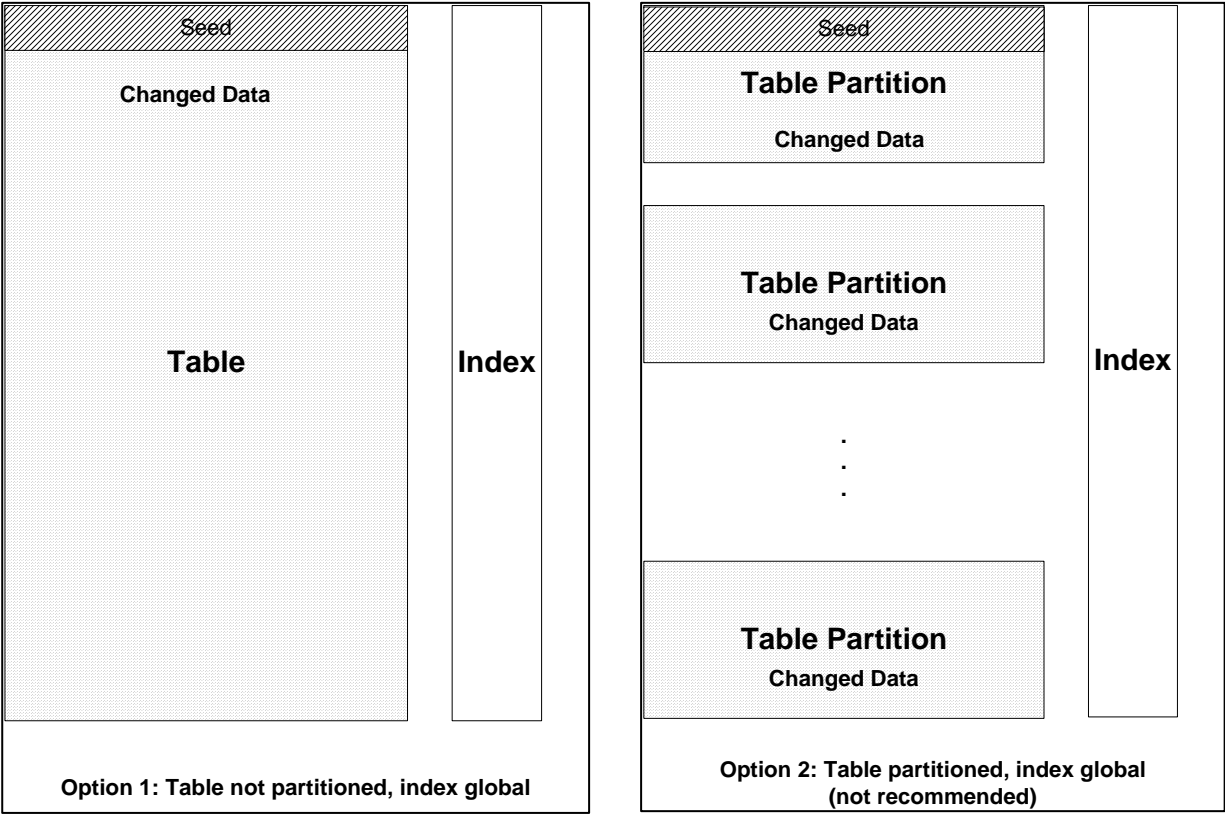 Seed
Changed Data
Table
Index
Option 1: Table not partitioned, index global
Seed
Table Partition
Changed Data
Table Partition
Changed Data
Index
.
.
.
Table Partition
Changed Data
Option 2: Table partitioned, index global
(not recommended)